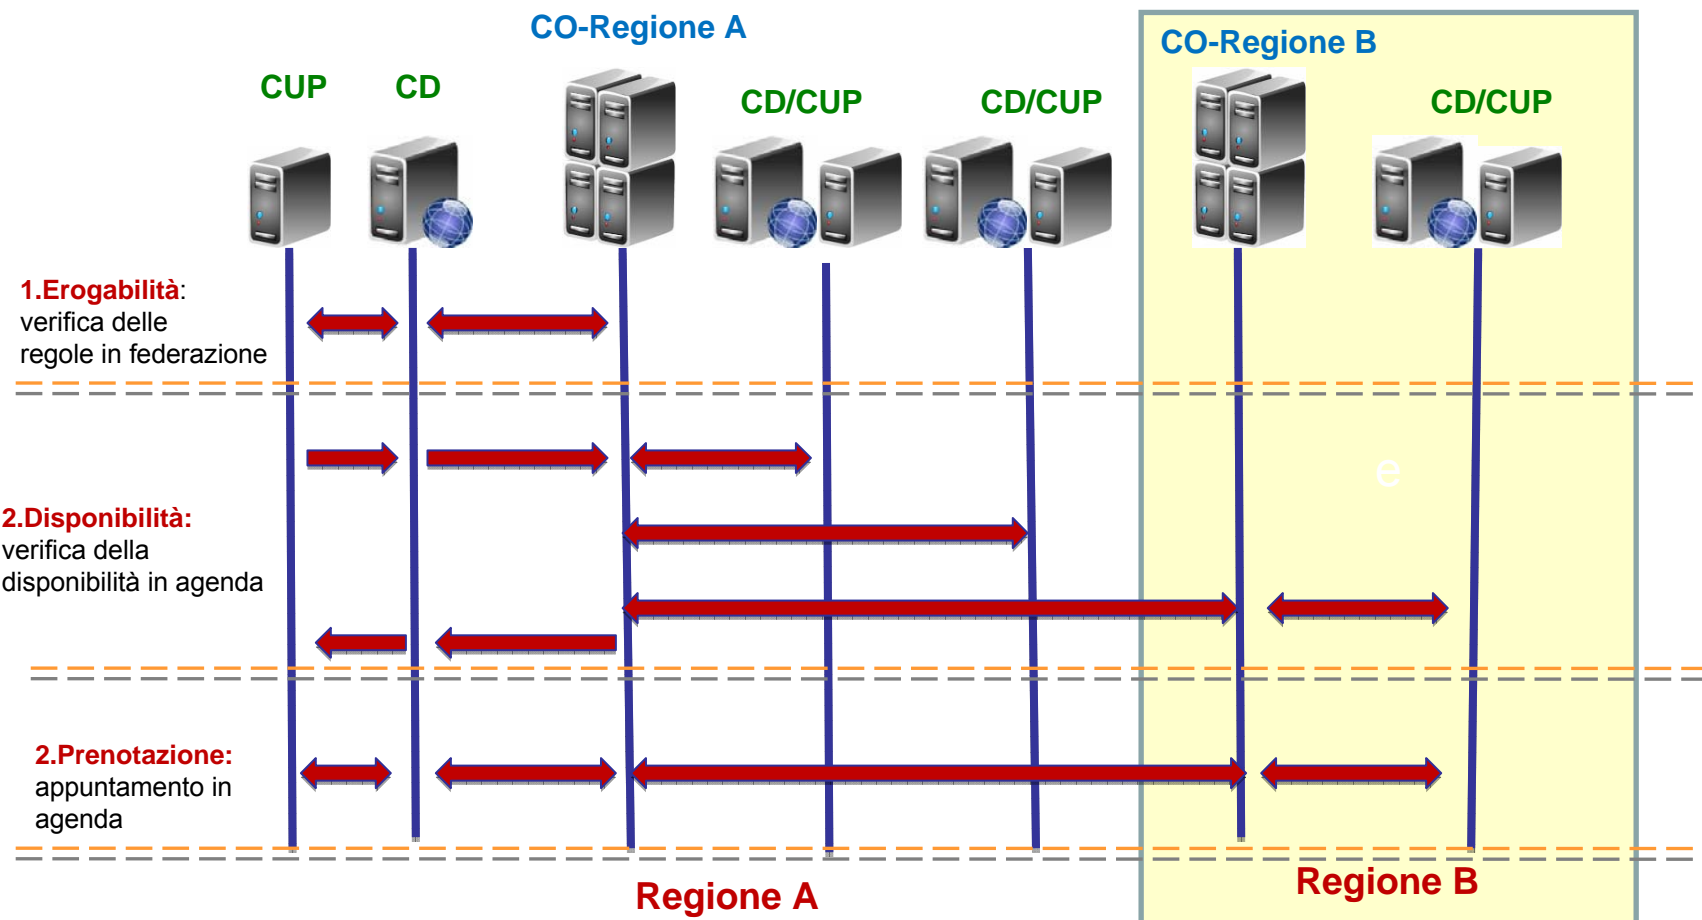 CO-Regione A
CO-Regione B
CUP
CD
CD/CUP
CD/CUP
CD/CUP
1.Erogabilità:
verifica delle
regole in federazione
e
2.Disponibilità:
verifica della
disponibilità in agenda
2.Prenotazione:
appuntamento in
agenda
Regione A
Regione B